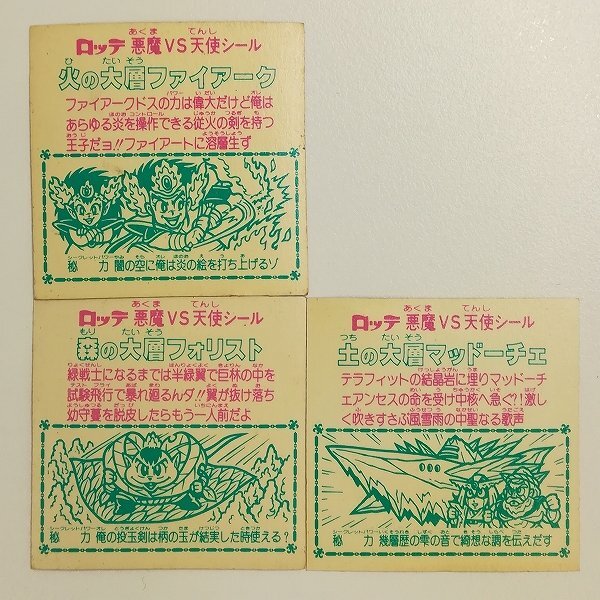 ロッテ 悪魔VS天使シール
火の大層ファイアーク
ファイアークドスの力は偉大だけど俺は
あらゆる炎を操作できる従火の剣を持つ
王子だョ!!ファイアートに溶層生ず
秘 力 闇の空に俺は炎の絵を打ち上げるゾ
ロッテ 悪魔VS天使シール
森の大層フォリスト
緑戦士になるまでは半緑翼で巨株の中を
試験飛行で暴れ廻るんダ!!翼が抜け落ち
幼守蔓を脱皮したらもう一人前だよ
秘 力 俺の投玉剣は柄の玉が結実した時使える?
ロッテ 悪魔VS天使シール
土の大層マッドーチェ
テラフィットの結晶岩に埋りマッドーチ
ェアンセスの命を受け中核へ急ぐ?!激し
く吹きすさぶ風雪雨の中聖なる歌声
秘 力 幾層歴の雫の音で綺想な調を伝えだす